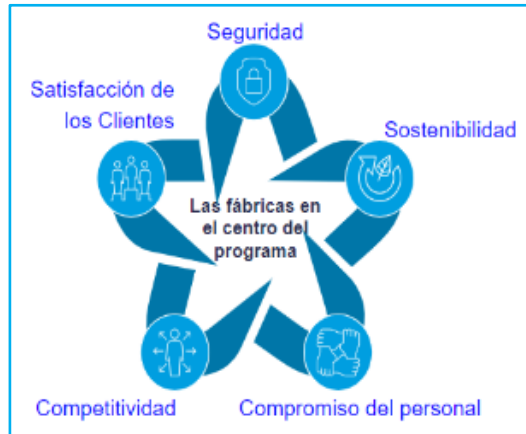 Seguridad
Satisfacción de
los Clientes
Sostenibilidad
Las fábricas en
el centro del
programa
Competitividad
Compromiso del personal